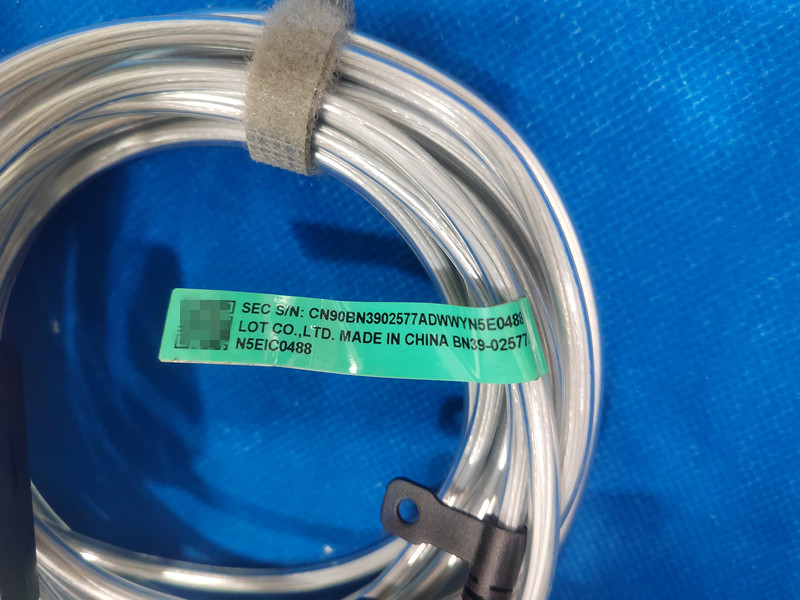 SEC S/N: CN90BN3902577ADWWYN5E0488
LOT CO.,LTD. MADE IN CHINA BN39-02577
N5EIC0488